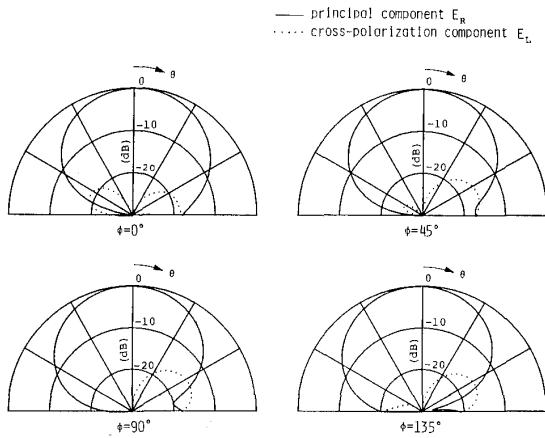 —— principal component E_R
····· cross-polarization component E_L
θ
0
-10
-20
(dB)
ϕ=0°
θ
0
-10
-20
(dB)
ϕ=45°
θ
0
-10
-20
(dB)
ϕ=90°
θ
0
-10
-20
(dB)
ϕ=135°